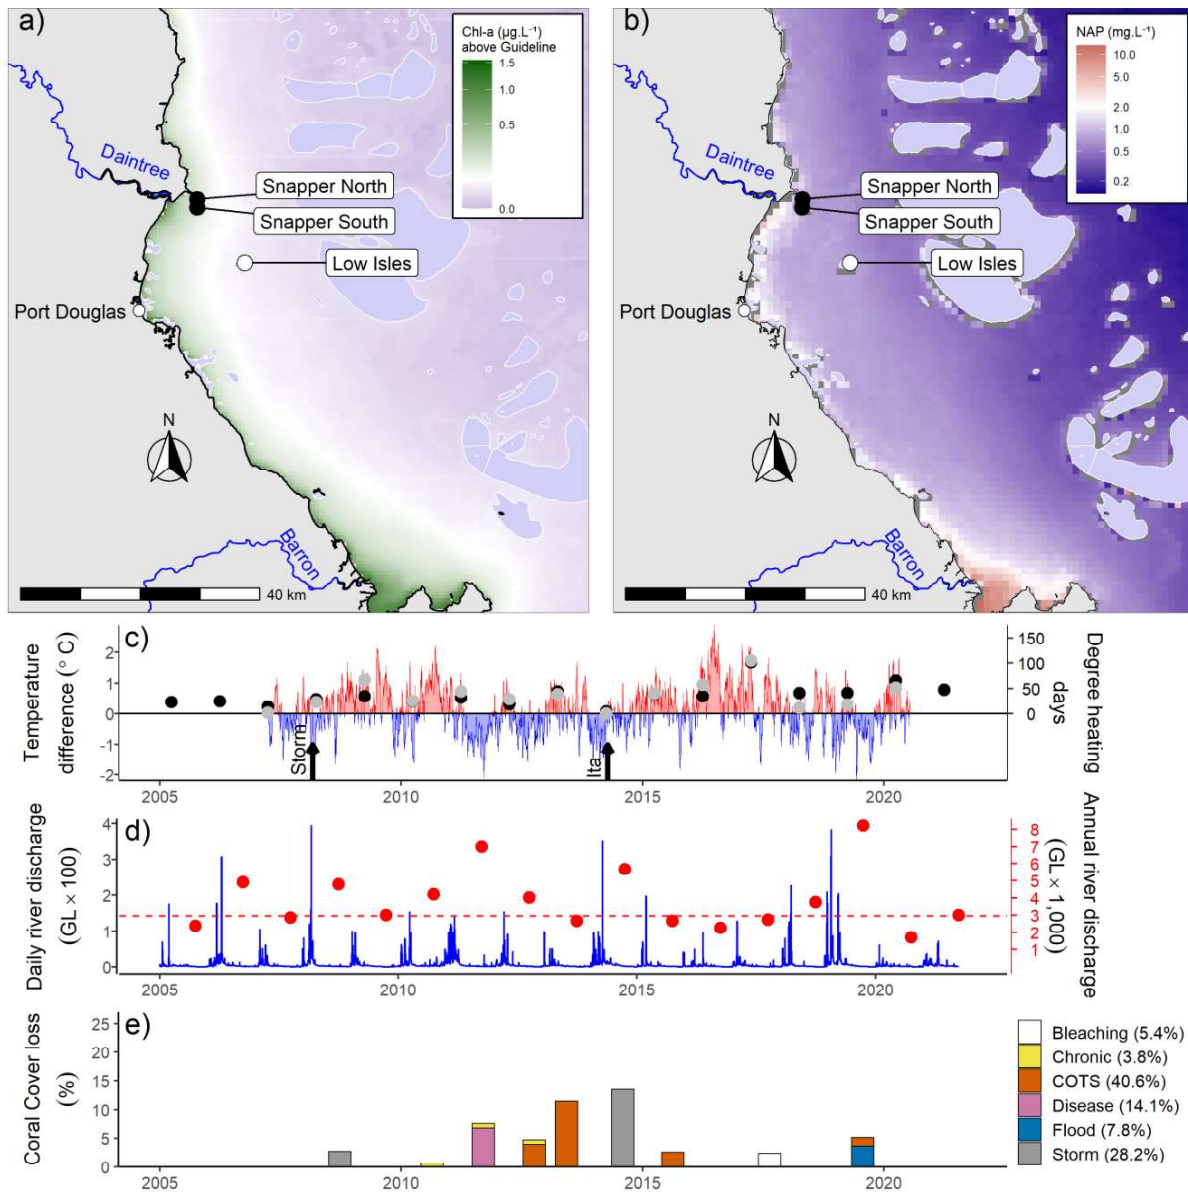 a)
Chl-a (µg.L⁻¹)
above Guideline
1.5
1.0
0.5
0.0
Daintree
Snapper North
Snapper South
Low Isles
Port Douglas
N
Barron
40 km
b)
NAP (mg.L⁻¹)
10.0
5.0
2.0
1.0
0.5
0.2
Daintree
Snapper North
Snapper South
Low Isles
Port Douglas
N
Barron
40 km
c)
Temperature
difference (° C)
2
1
0
-1
-2
Storm
Ita
150
100
50
0
Degree heating
days
2005
2010
2015
2020
d)
Daily river discharge
(GL × 100)
4
3
2
1
0
8
7
6
5
4
3
2
1
Annual river discharge
(GL × 1,000)
2005
2010
2015
2020
e)
Coral Cover loss
(%)
25
20
15
10
5
0
2005
2010
2015
2020
Bleaching (5.4%)
Chronic (3.8%)
COTS (40.6%)
Disease (14.1%)
Flood (7.8%)
Storm (28.2%)